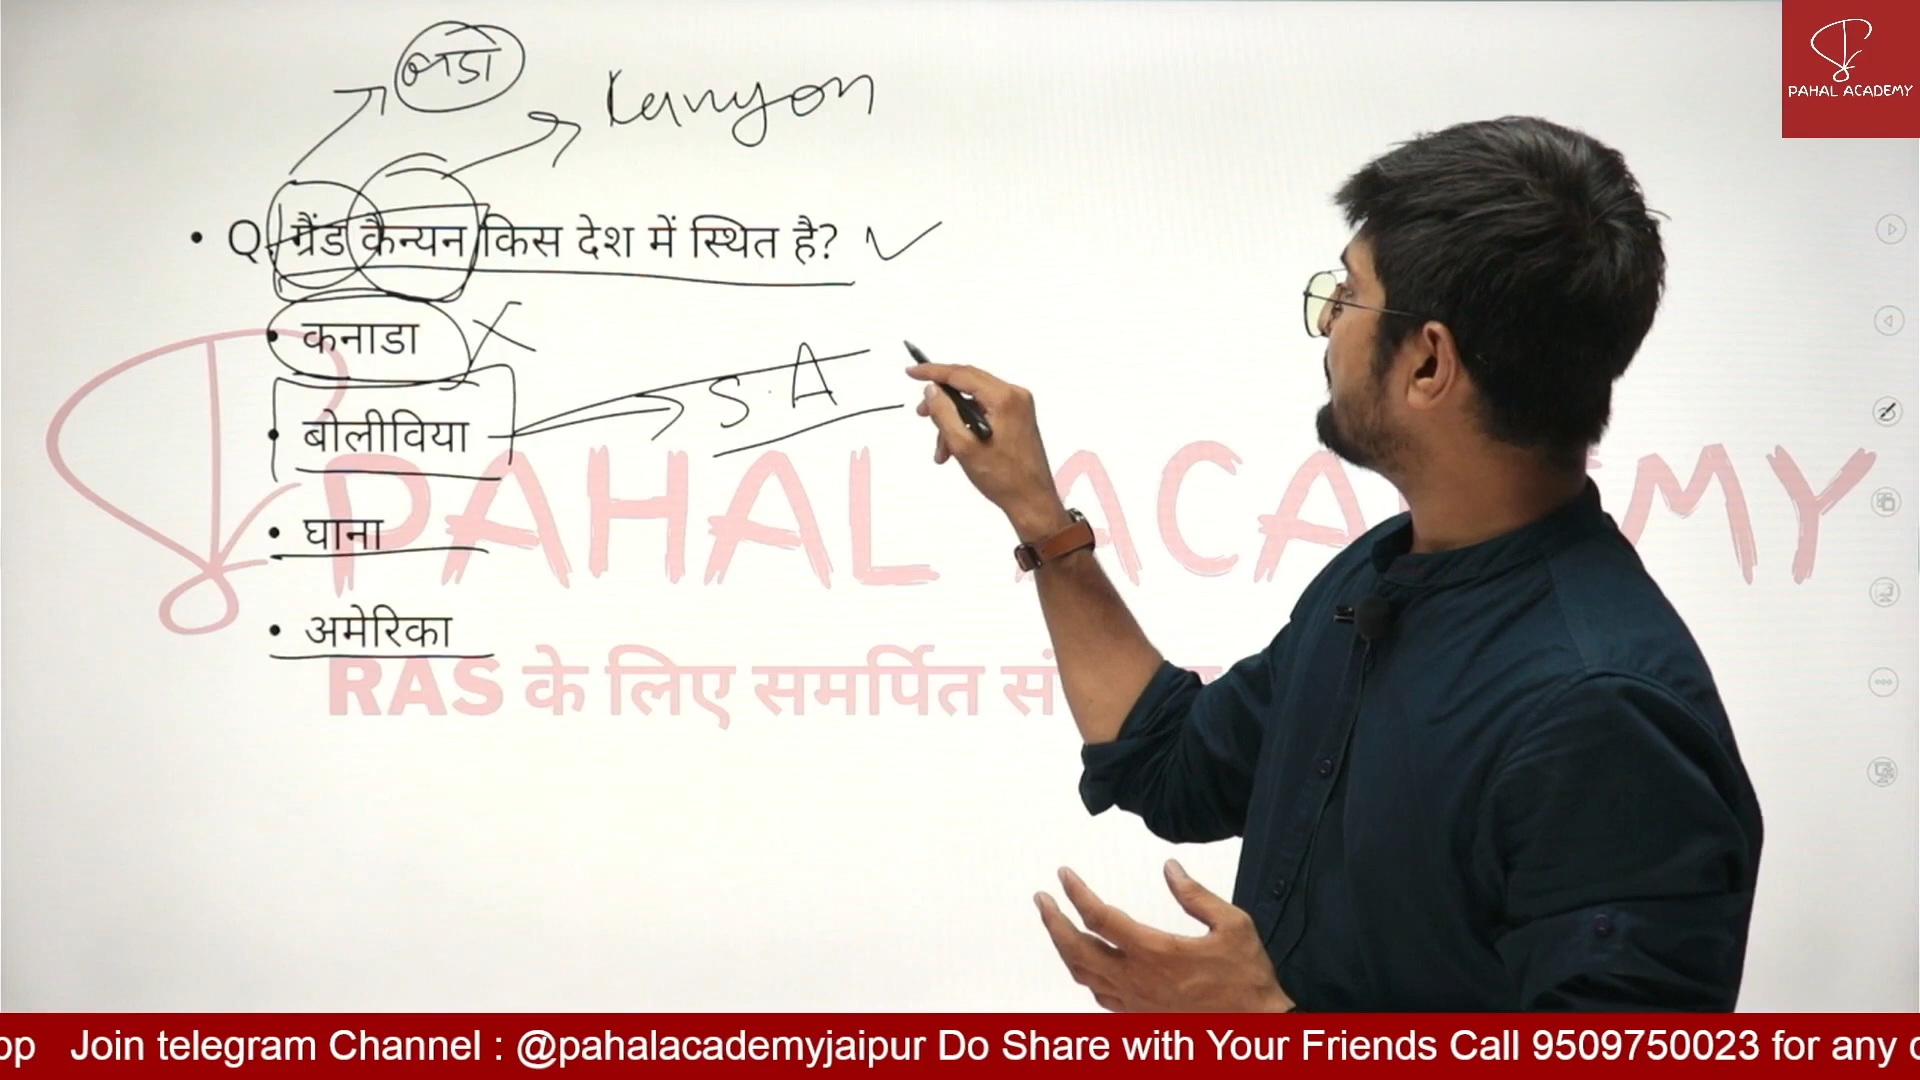 बडो
Kanyon
PAHAL ACADEMY
• Q. ग्रैंड कैन्यन किस देश में स्थित है?
• कनाडा
• बोलीविया
S.A
• घाना
• अमेरिका
PAHAL ACADEMY
RAS के लिए समर्पित
op Join telegram Channel : @pahalacademyjaipur Do Share with Your Friends Call 9509750023 for any